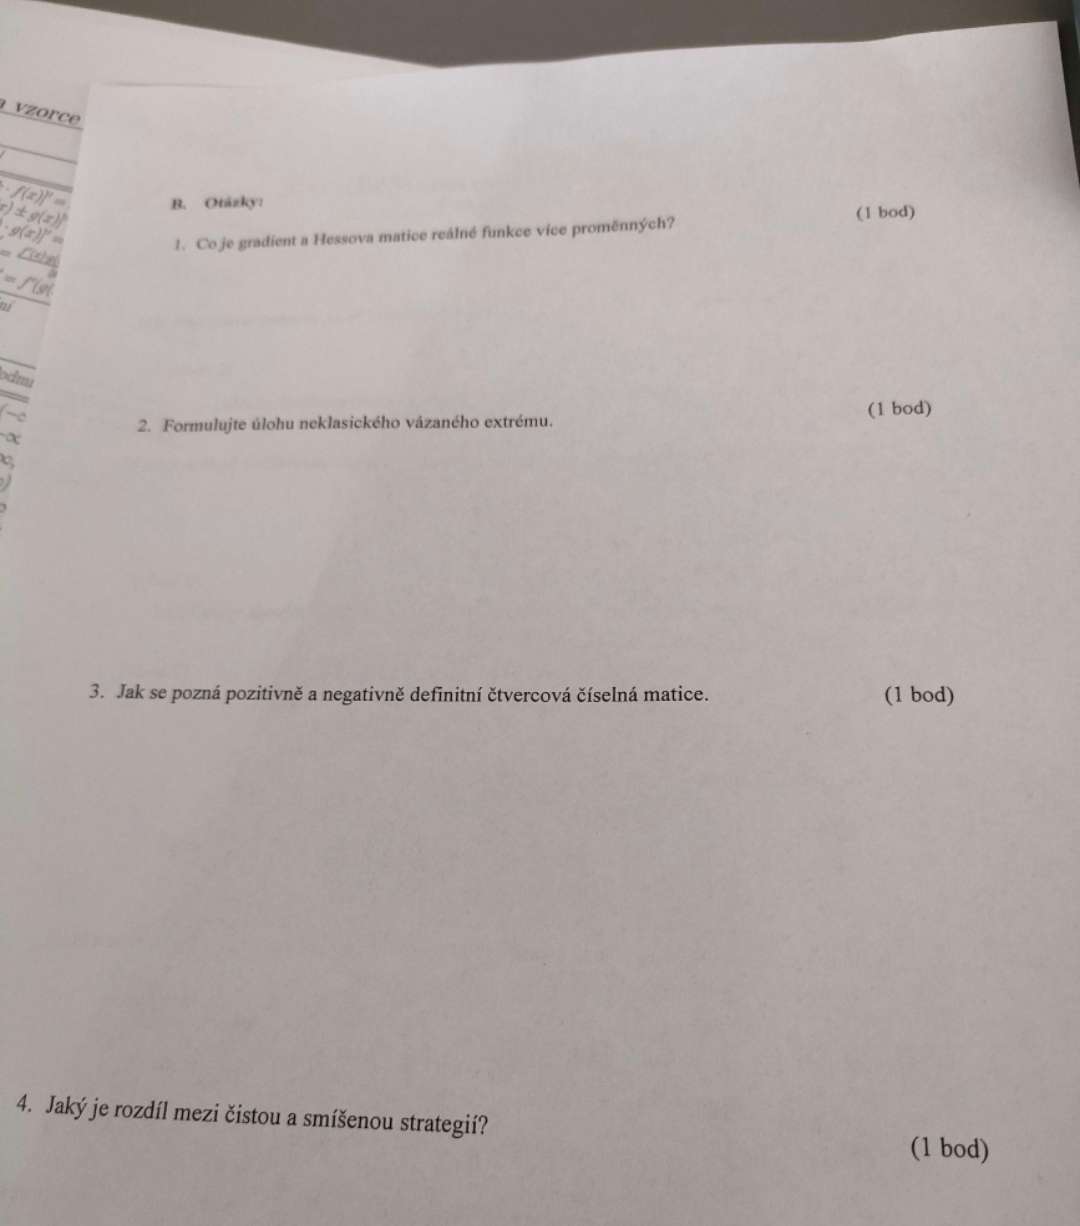 vzorce
B. Otázky:
1. Co je gradient a Hessova matice reálné funkce více proměnných? (1 bod)
2. Formulujte úlohu neklasického vázaného extrému. (1 bod)
3. Jak se pozná pozitivně a negativně definitní čtvercová číselná matice. (1 bod)
4. Jaký je rozdíl mezi čistou a smíšenou strategií?
(1 bod)